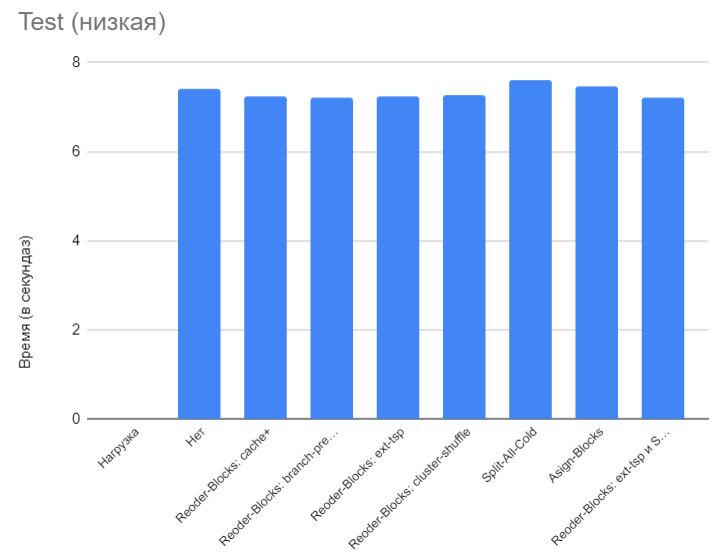 Test (низкая)
8
6
4
2
0
Время (в секундаз)
Нагрузка
Нет
Reoder-Blocks: cache+
Reoder-Blocks: branch-pre…
Reoder-Blocks: ext-tsp
Reoder-Blocks: cluster-shuffle
Split-All-Cold
Asign-Blocks
Reoder-Blocks: ext-tsp и S…